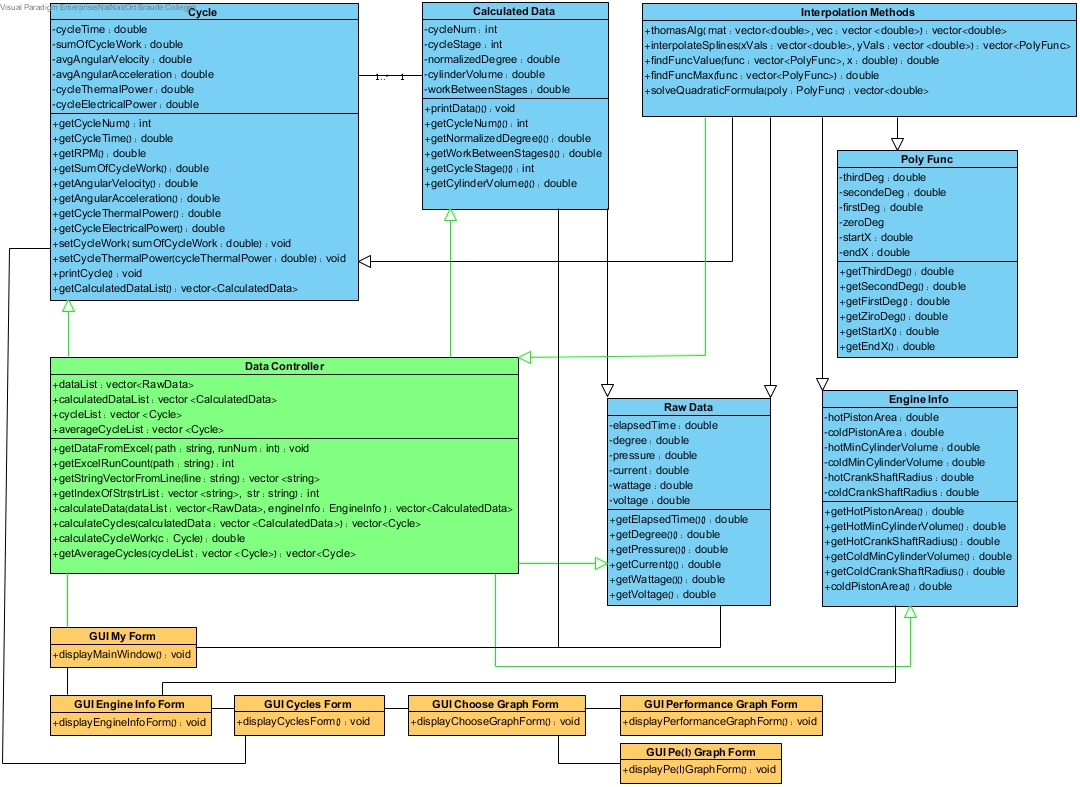 Visual Paradigm Enterprise(Nati\Nati(Ort Braude College))
Cycle
-cycleTime : double
-sumOfCycleWork : double
-avgAngularVelocity : double
-avgAngularAcceleration : double
-cycleThermalPower : double
-cycleElectricalPower : double
+getCycleNum() : int
+getCycleTime() : double
+getRPM() : double
+getSumOfCycleWork() : double
+getAngularVelocity() : double
+getAngularAcceleration() : double
+getCycleThermalPower() : double
+getCycleElectricalPower() : double
+setCycleWork( sumOfCycleWork : double) : void
+setCycleThermalPower(cycleThermalPower : double) : void
+printCycle() : void
+getCalculatedDataList() : vector<CalculatedData>
1..* 1
Calculated Data
-cycleNum : int
-cycleStage : int
-normalizedDegree : double
-cylinderVolume : double
-workBetweenStages : double
+printData()() : void
+getCycleNum()() : int
+getNormalizedDegree()() : double
+getWorkBetweenStages()() : double
+getCycleStage()() : int
+getCylinderVolume()() : double
Interpolation Methods
+thomasAlg( mat : vector<double>, vec : vector <double>) : vector<double>
+interpolateSplines(xVals : vector<double>, yVals : vector <double>) : vector<PolyFunc>
+findFuncValue(func : vector<PolyFunc>, x : double) : double
+findFuncMax(func : vector<PolyFunc>) : double
+solveQuadraticFormula(poly : PolyFunc) : vector<double>
Poly Func
-thirdDeg : double
-secondeDeg : double
-firstDeg : double
-zeroDeg
-startX : double
-endX : double
+getThirdDeg() : double
+getSecondDeg() : double
+getFirstDeg() : double
+getZiroDeg() : double
+getStartX() : double
+getEndX() : double
Data Controller
+dataList : vector<RawData>
+calculatedDataList : vector <CalculatedData>
+cycleList : vector <Cycle>
+averageCycleList : vector <Cycle>
+getDataFromExcel( path : string, runNum : int) : void
+getExcelRunCount(path : string) : int
+getStringVectorFromLine(line : string) : vector <string>
+getIndexOfStr(strList : vector <string>, str : string) : int
+calculateData(dataList : vector<RawData>, engineInfo : EngineInfo ) : vector<CalculatedData>
+calculateCycles(calculatedData : vector <CalculatedData>) : vector<Cycle>
+calculateCycleWork(c : Cycle) : double
+getAverageCycles(cycleList : vector <Cycle>) : vector<Cycle>
Raw Data
-elapsedTime : double
-degree : double
-pressure : double
-current : double
-wattage : double
-voltage : double
+getElapsedTime()() : double
+getDegree()() : double
+getPressure()() : double
+getCurrent()() : double
+getWattage()() : double
+getVoltage()() : double
Engine Info
-hotPistonArea : double
-coldPistonArea : double
-hotMinCylinderVolume : double
-coldMinCylinderVolume : double
-hotCrankShaftRadius : double
-coldCrankShaftRadius : double
+getHotPistonArea() : double
+getHotMinCylinderVolume() : double
+getHotCrankShaftRadius() : double
+getColdMinCylinderVolume() : double
+getColdCrankShaftRadius() : double
+coldPistonArea() : double
GUI My Form
+displayMainWindow() : void
GUI Engine Info Form
+displayEngineInfoForm() : void
GUI Cycles Form
+displayCyclesForm() : void
GUI Choose Graph Form
+displayChooseGraphForm() : void
GUI Performance Graph Form
+displayPerformanceGraphForm() : void
GUI Pe(I) Graph Form
+displayPe(I)GraphForm() : void